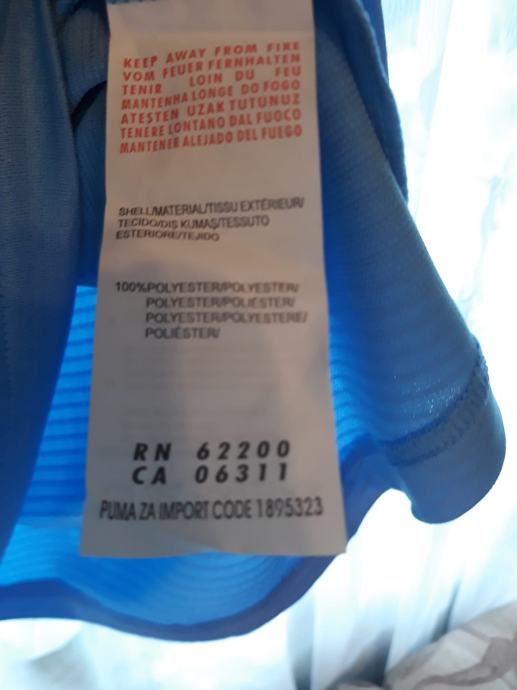 KEEP AWAY FROM FIRE
VOM FEUER FERNHALTEN
TENIR LOIN DU FEU
MANTENHA LONGE DO FOGO
ATEŞTEN UZAK TUTUNUZ
TENERE LONTANO DAL FUOCO
MANTENER ALEJADO DEL FUEGO
SHELL/MATERIAL/TISSU EXTÉRIEUR/
TECIDO/DIŞ KUMAŞ/TESSUTO
ESTERIORE/TEJIDO
100%POLYESTER/POLYESTER/
POLYESTER/POLIÉSTER/
POLYESTER/POLYESTERE/
POLIÉSTER/
RN 62200
CA 06311
PUMA ZA IMPORT CODE 1895323